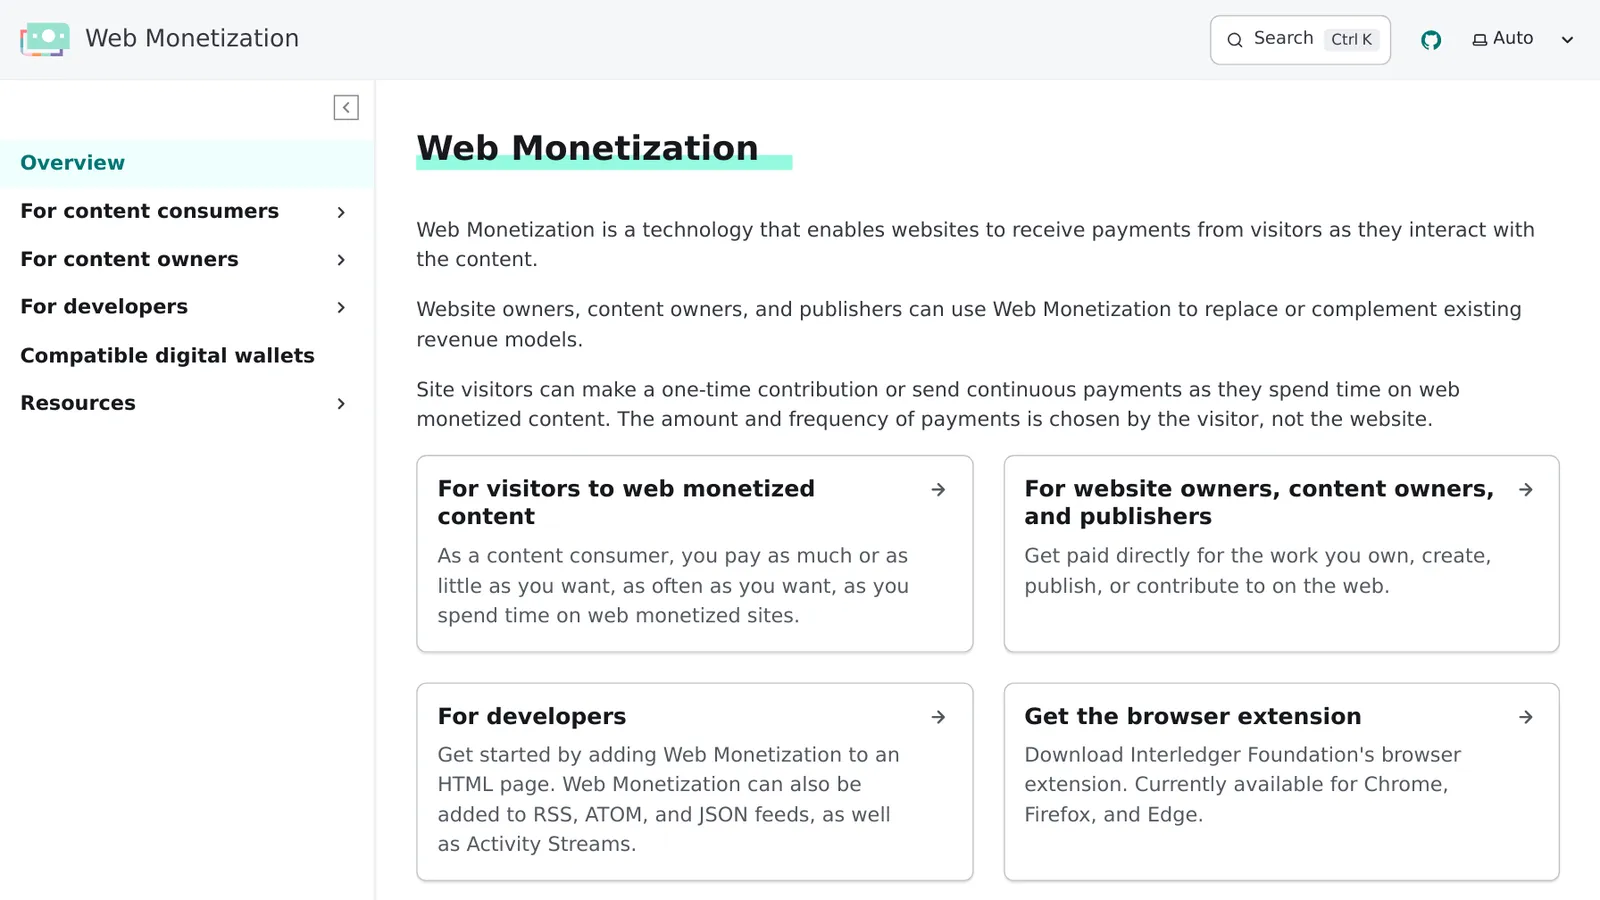 Web Monetization
Search Ctrl K
Auto
Overview
For content consumers
For content owners
For developers
Compatible digital wallets
Resources
Web Monetization
Web Monetization is a technology that enables websites to receive payments from visitors as they interact with
the content.
Website owners, content owners, and publishers can use Web Monetization to replace or complement existing
revenue models.
Site visitors can make a one-time contribution or send continuous payments as they spend time on web
monetized content. The amount and frequency of payments is chosen by the visitor, not the website.
For visitors to web monetized
content
As a content consumer, you pay as much or as
little as you want, as often as you want, as you
spend time on web monetized sites.
For website owners, content owners,
and publishers
Get paid directly for the work you own, create,
publish, or contribute to on the web.
For developers
Get started by adding Web Monetization to an
HTML page. Web Monetization can also be
added to RSS, ATOM, and JSON feeds, as well
as Activity Streams.
Get the browser extension
Download Interledger Foundation's browser
extension. Currently available for Chrome,
Firefox, and Edge.